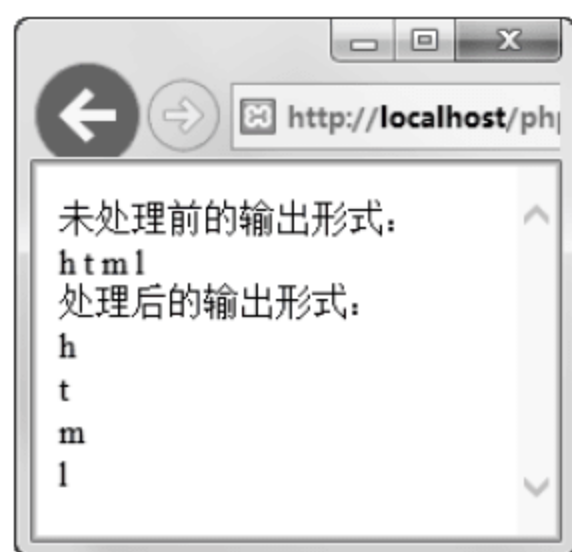 http://localhost/ph
未处理前的输出形式：
h t m l
处理后的输出形式：
h
t
m
l